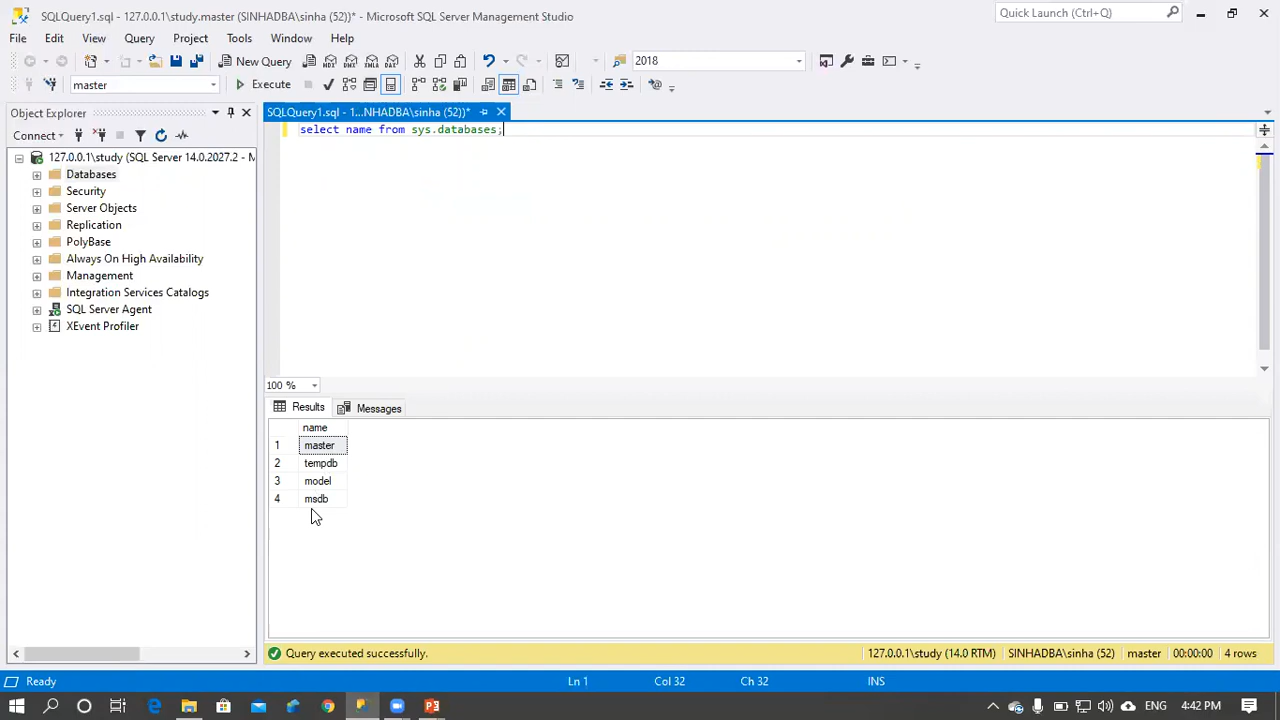 SQLQuery1.sql - 127.0.0.1\study.master (SINHADBA\sinha (52))* - Microsoft SQL Server Management Studio
Quick Launch (Ctrl+Q)
File Edit View Query Project Tools Window Help
New Query
MDX DMX XMLA DAX
2018
master
Execute
Object Explorer
SQLQuery1.sql - 1...NHADBA\sinha (52))*
Connect
select name from sys.databases;
127.0.0.1\study (SQL Server 14.0.2027.2 - M
Databases
Security
Server Objects
Replication
PolyBase
Always On High Availability
Management
Integration Services Catalogs
SQL Server Agent
XEvent Profiler
100 %
Results Messages
name
1 master
2 tempdb
3 model
4 msdb
Query executed successfully.
127.0.0.1\study (14.0 RTM) SINHADBA\sinha (52) master 00:00:00 4 rows
Ready Ln 1 Col 32 Ch 32 INS
ENG 4:42 PM